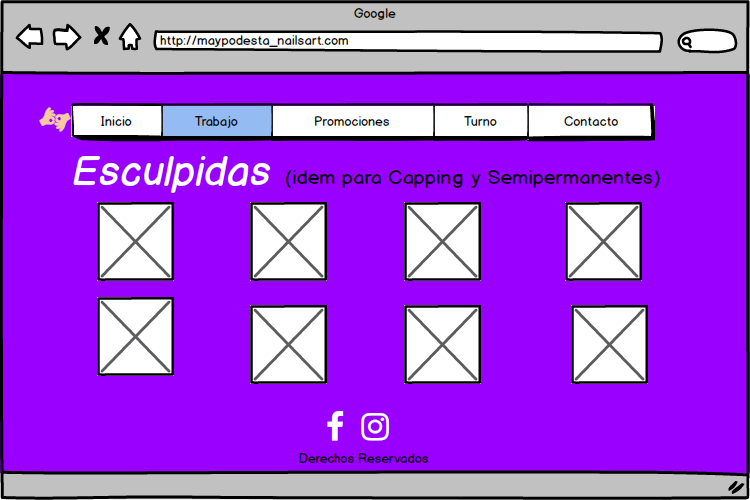 Google
http://maypodesta_nailsart.com
Inicio Trabajo Promociones Turno Contacto
Esculpidas (idem para Capping y Semipermanentes)
Derechos Reservados